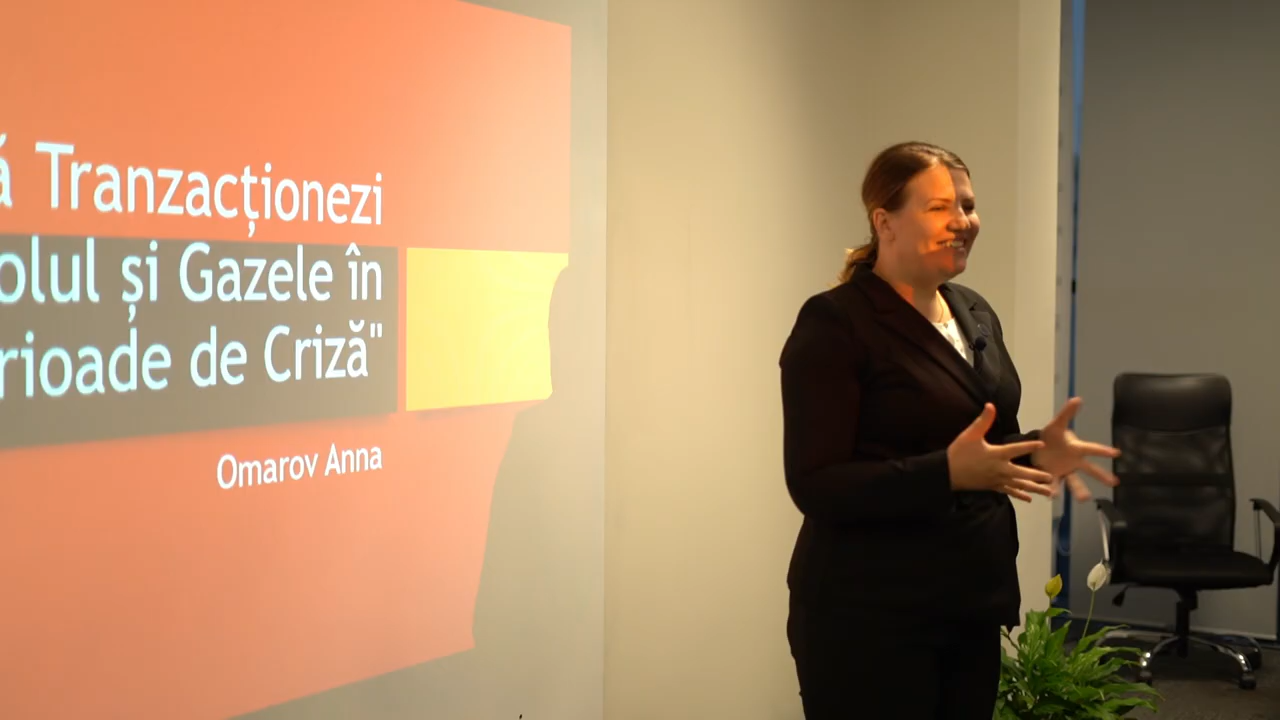 ă Tranzacționezi
olul și Gazele în
rioade de Criză"
Omarov Anna